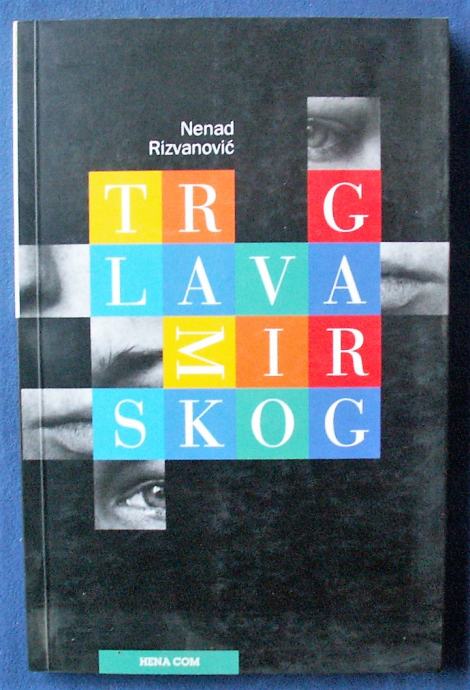 Nenad
Rizvanović
TR G
LAVA
MIR
SKOG
HENA COM